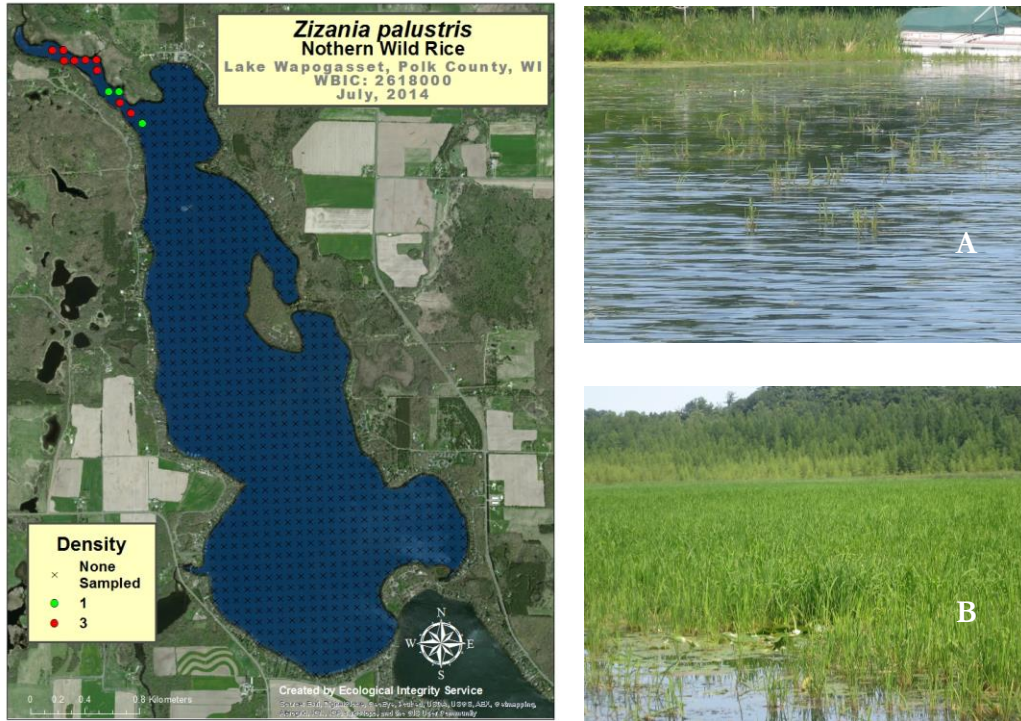 Zizania palustris
Nothern Wild Rice
Lake Wapogasset, Polk County, WI
WBIC: 2618000
July, 2014
A
Density
None
Sampled
1
3
N
W E
S
0 0.2 0.4 0.8 Kilometers
Created by Ecological Integrity Service
B